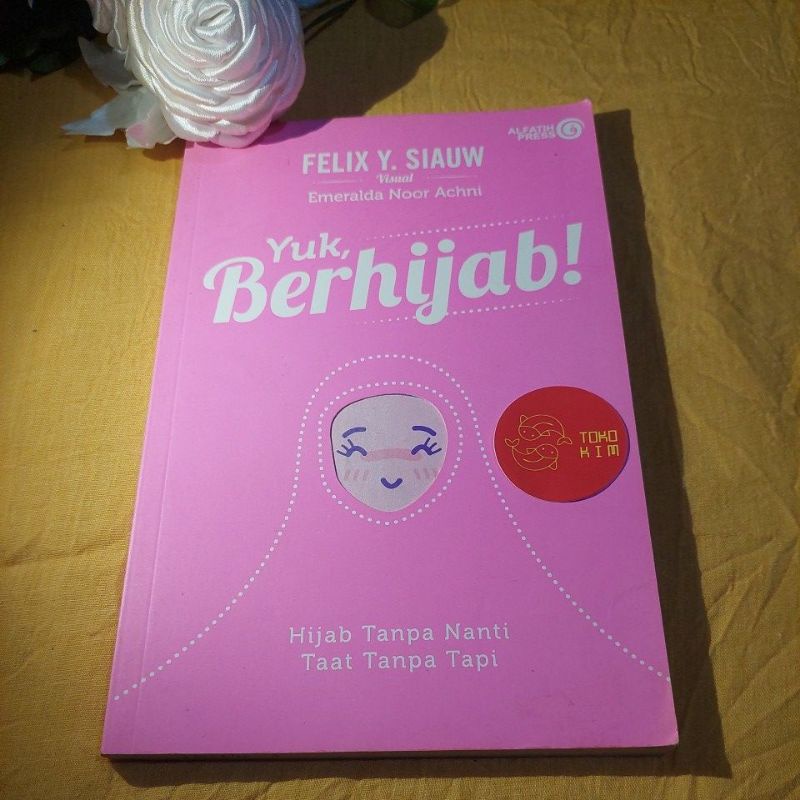 ALFATIH
PRESS
FELIX Y. SIAUW
Visual
Emeralda Noor Achni
Yuk,
Berhijab!
TOKO
KIM
Hijab Tanpa Nanti
Taat Tanpa Tapi